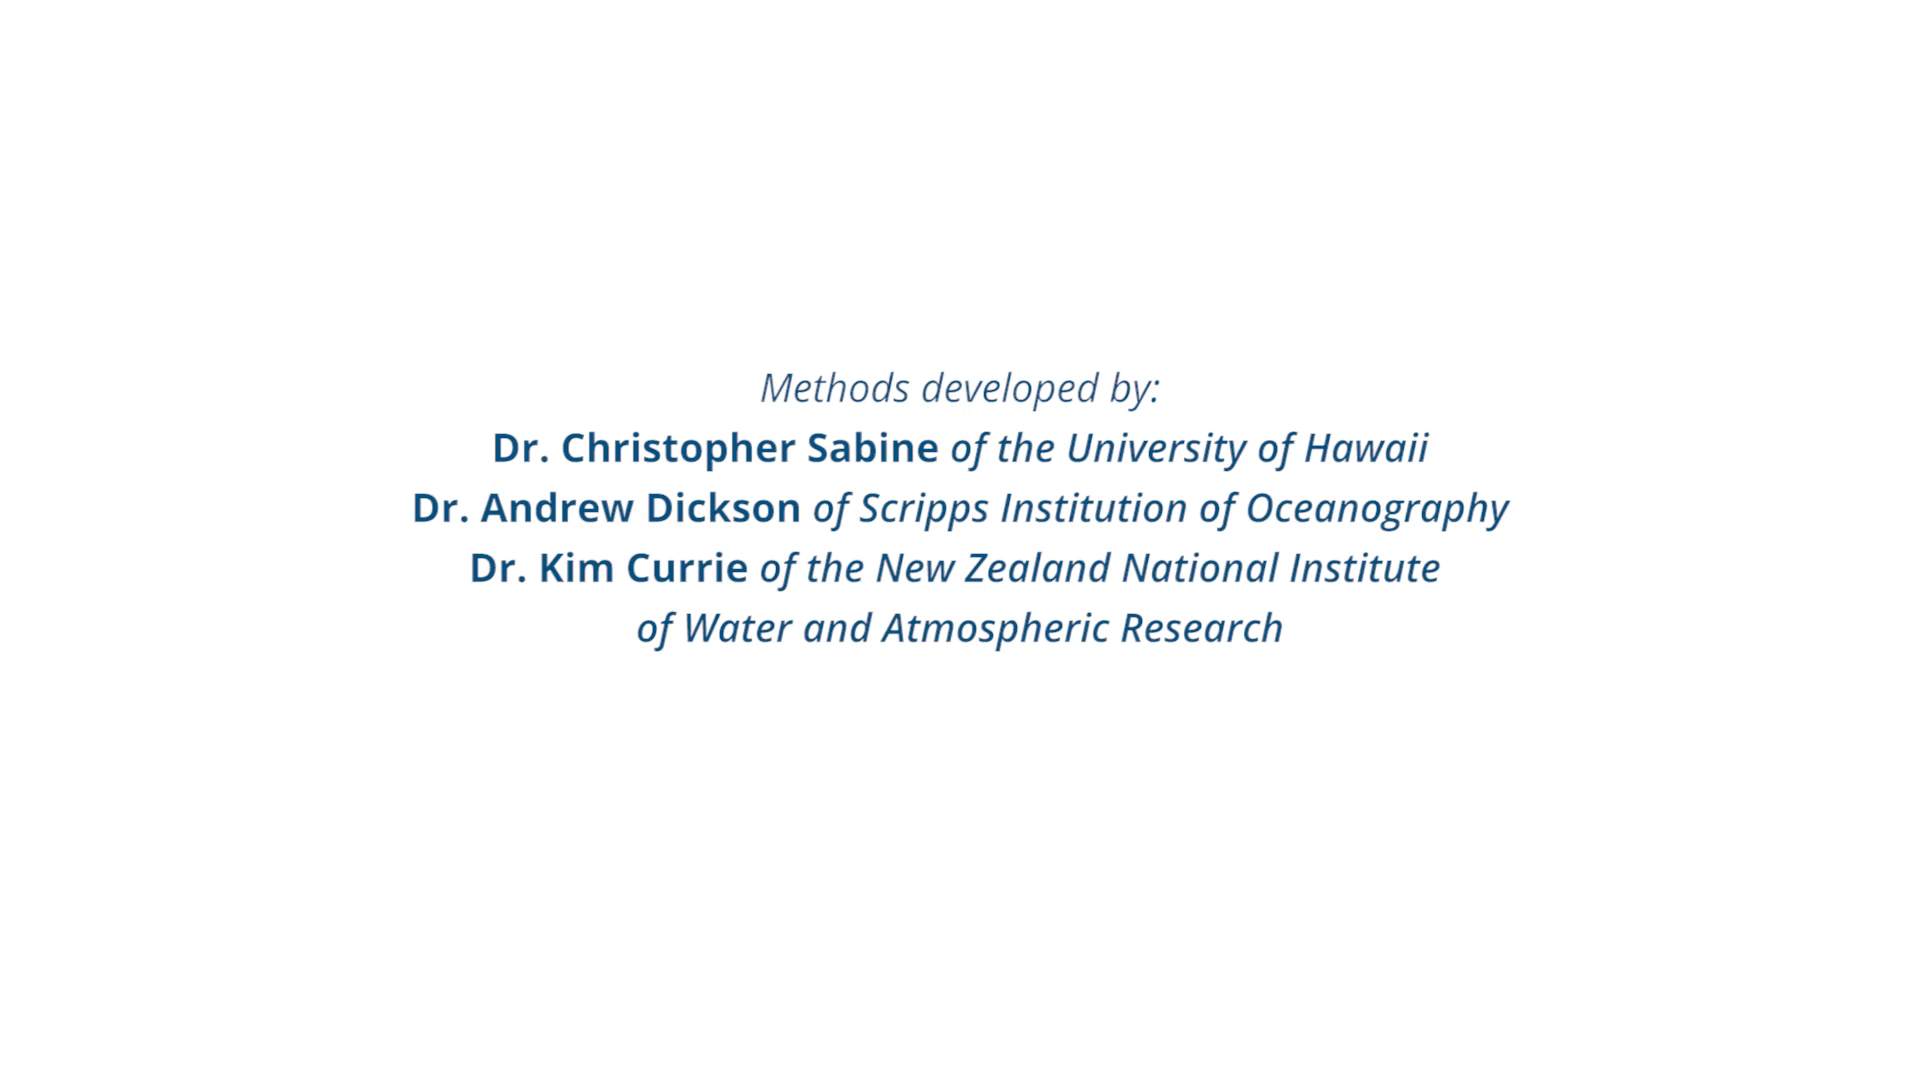 Methods developed by:
Dr. Christopher Sabine of the University of Hawaii
Dr. Andrew Dickson of Scripps Institution of Oceanography
Dr. Kim Currie of the New Zealand National Institute
of Water and Atmospheric Research